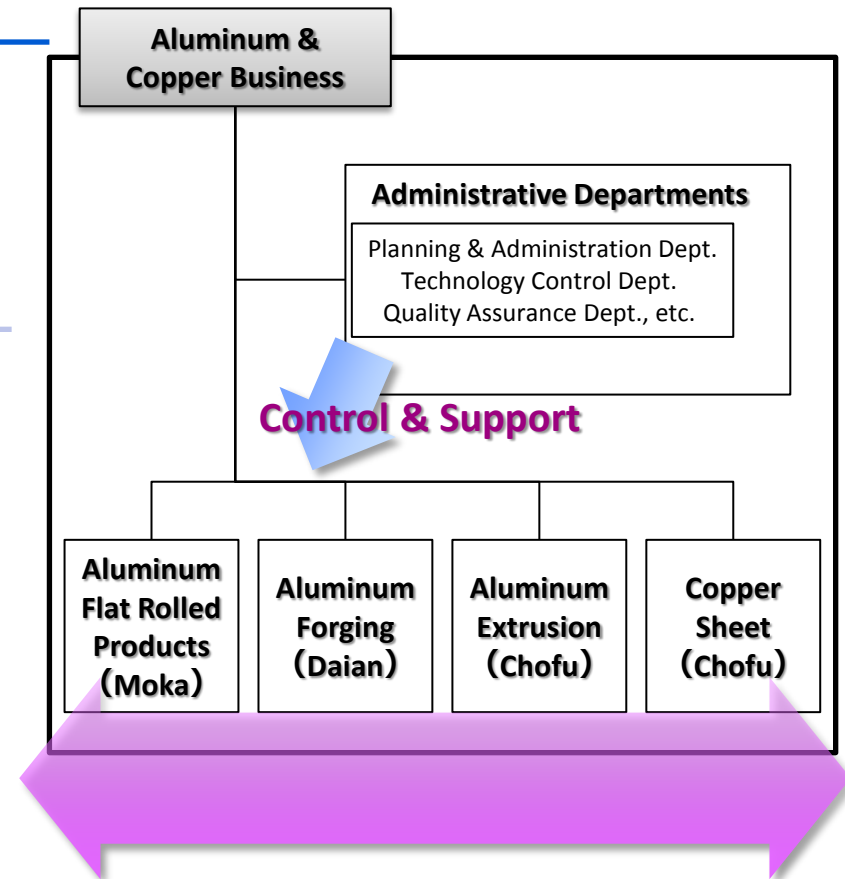 Aluminum &
Copper Business
Administrative Departments
Planning & Administration Dept.
Technology Control Dept.
Quality Assurance Dept., etc.
Control & Support
Aluminum
Flat Rolled
Products
（Moka）
Aluminum
Forging
（Daian）
Aluminum
Extrusion
（Chofu）
Copper
Sheet
（Chofu）